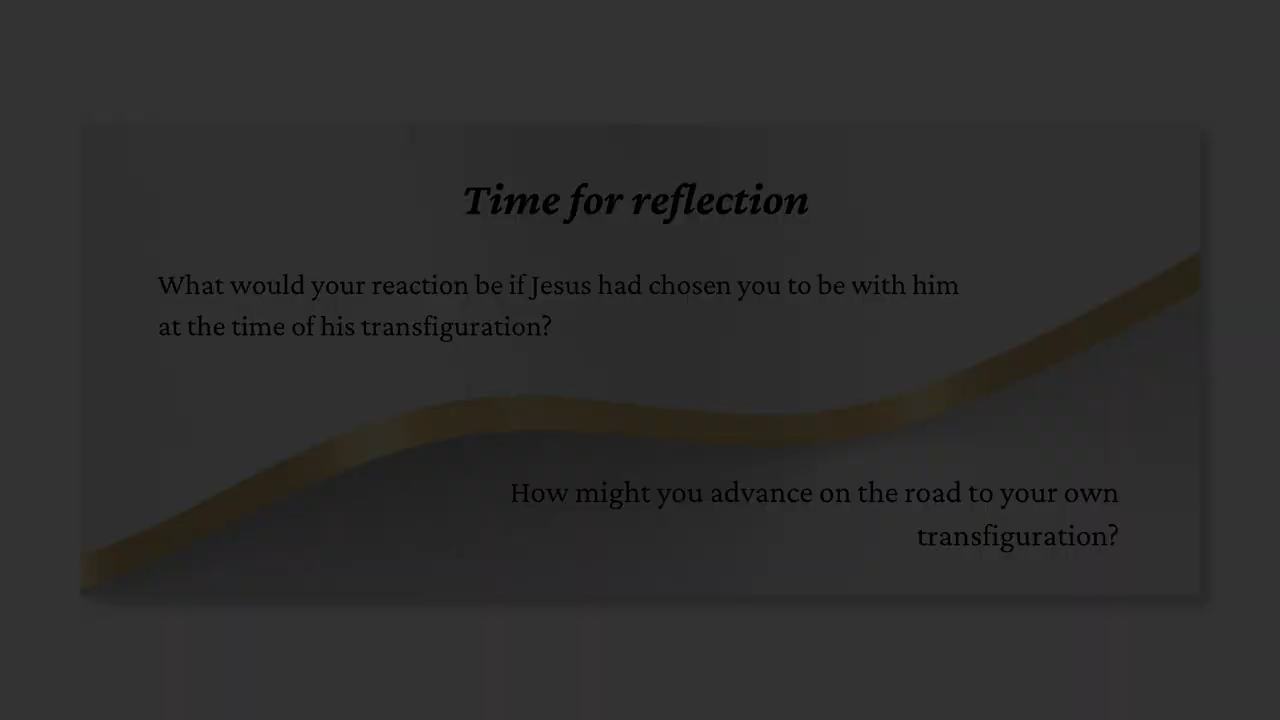 Time for reflection
What would your reaction be if Jesus had chosen you to be with him
at the time of his transfiguration?
How might you advance on the road to your own
transfiguration?